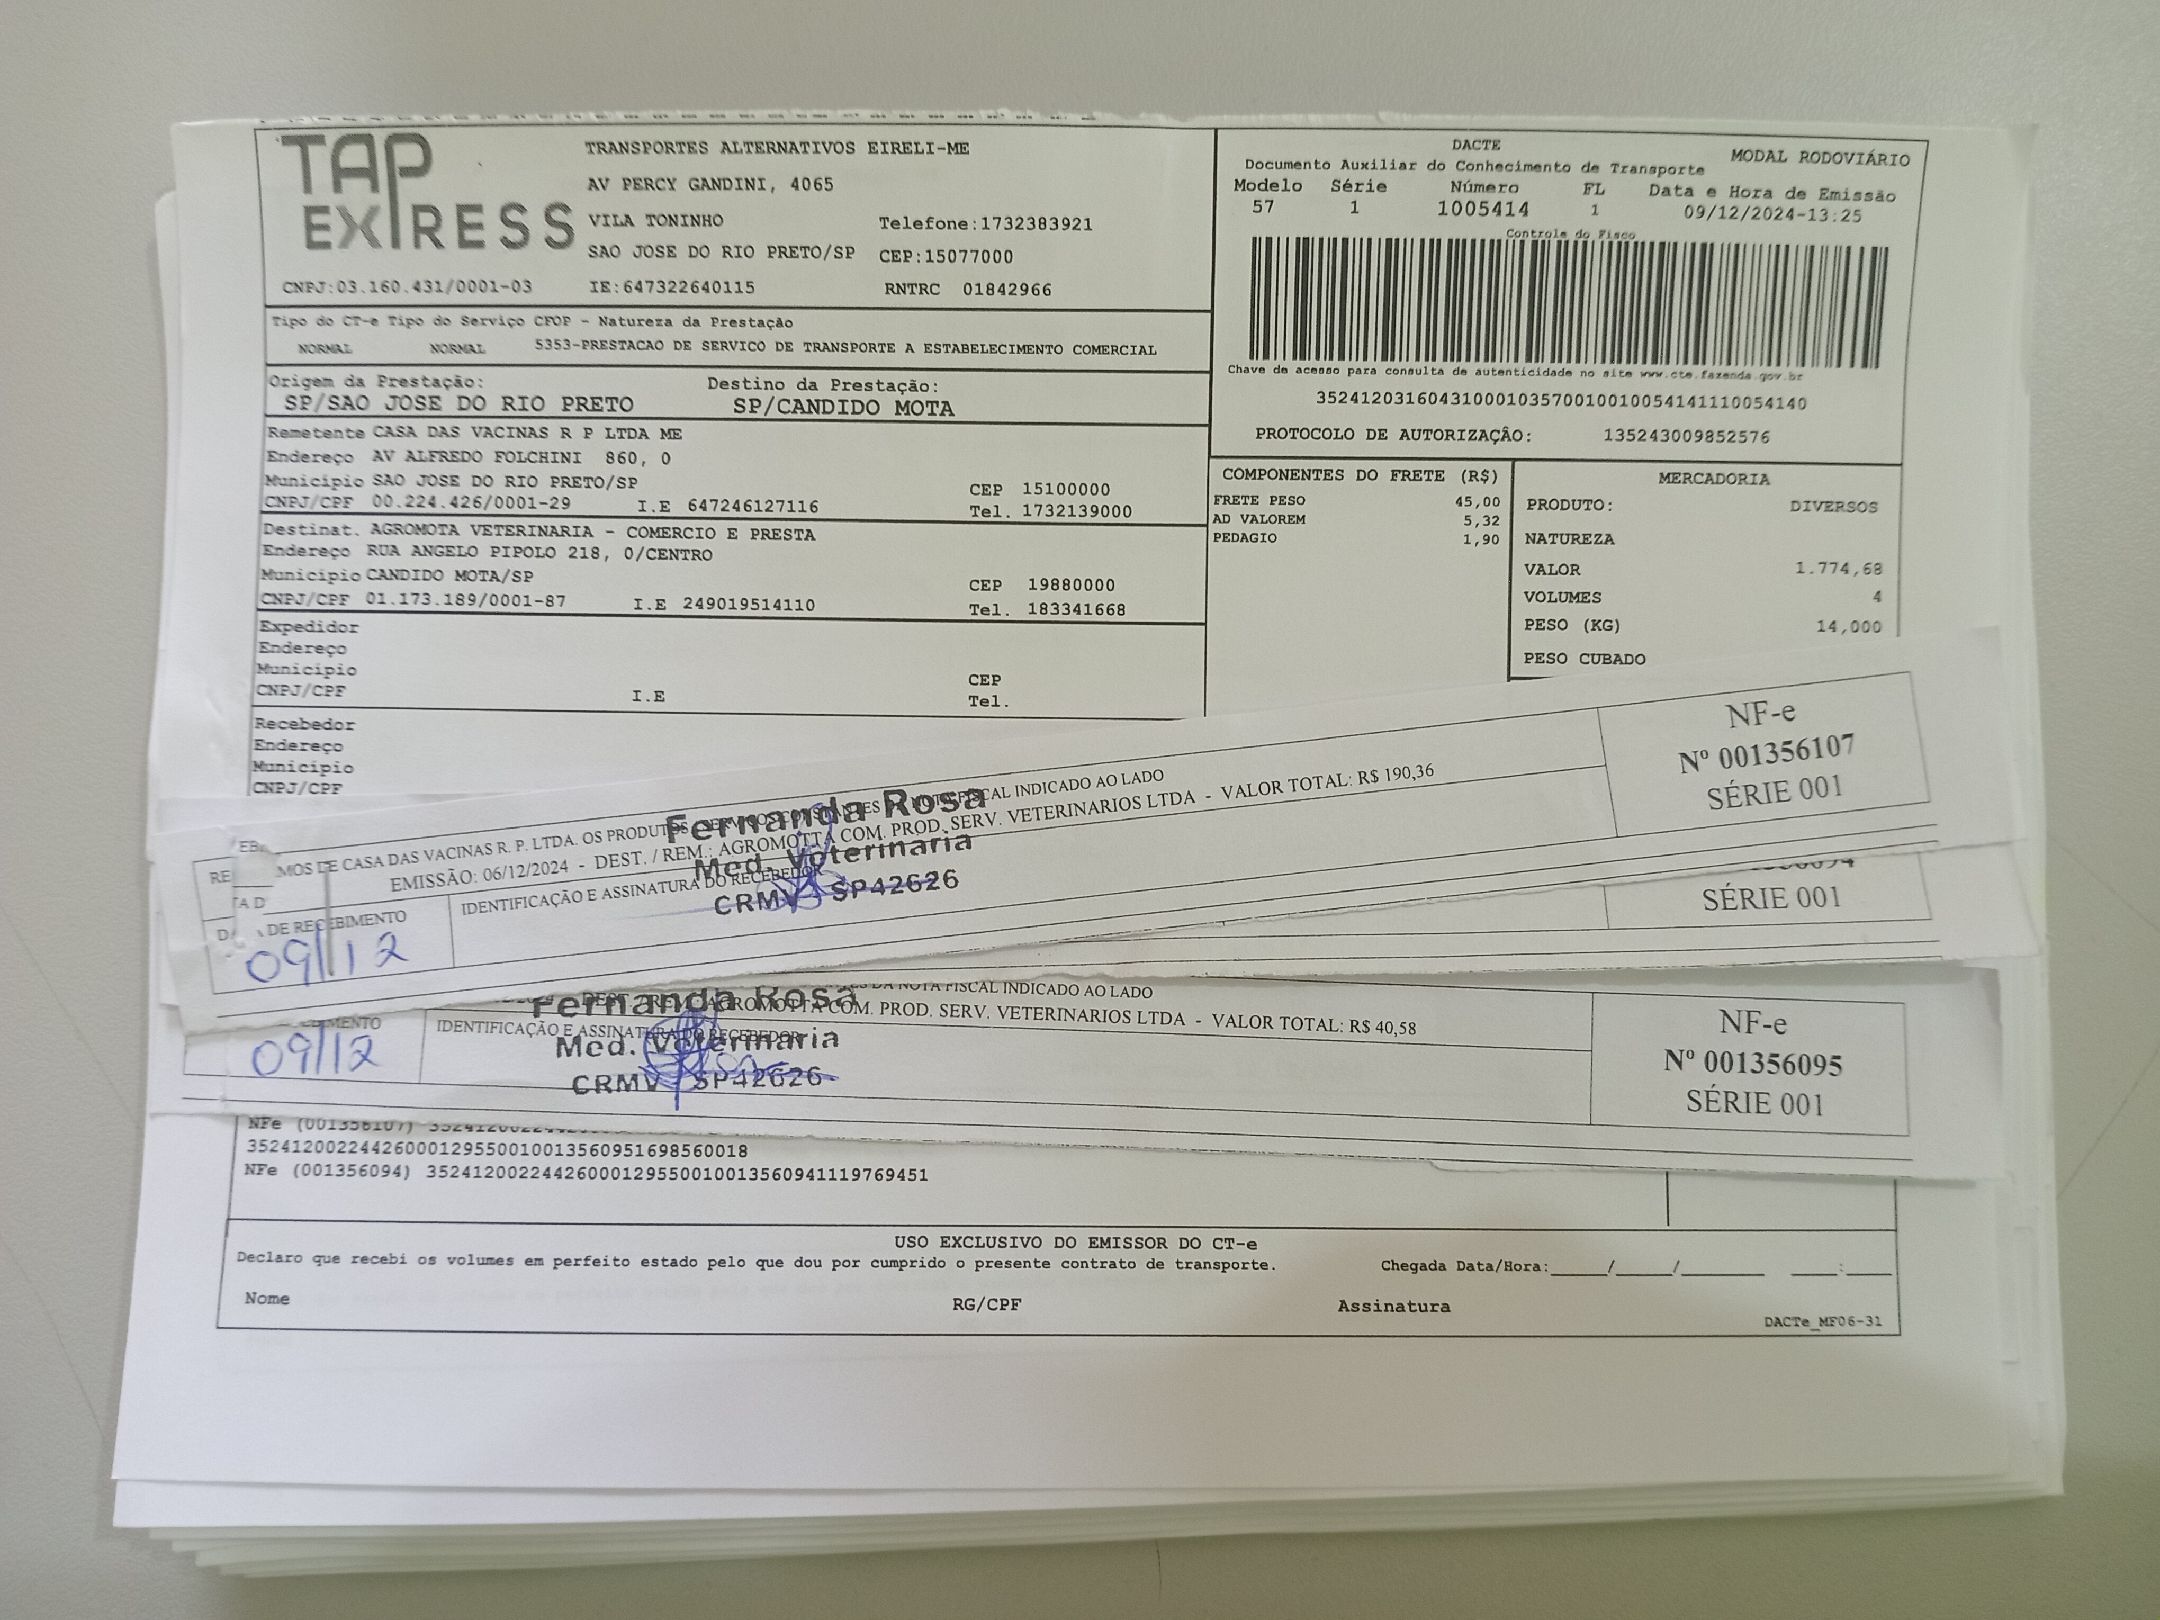 TAP EXPRESS
TRANSPORTES ALTERNATIVOS EIRELI-ME
AV PERCY GANDINI, 4065
VILA TONINHO Telefone:1732383921
SAO JOSE DO RIO PRETO/SP CEP:15077000
CNPJ:03.160.431/0001-03 IE:647322640115 RNTRC 01842966
DACTE
Documento Auxiliar do Conhecimento de Transporte MODAL RODOVIÁRIO
Modelo Série Número FL Data e Hora de Emissão
57 1 1005414 1 09/12/2024-13:25
Controle do Fisco
Chave de acesso para consulta de autenticidade no site www.cte.fazenda.gov.br
35241203160431000103570010010054141110054140
PROTOCOLO DE AUTORIZAÇÃO: 135243009852576
Tipo do CT-e Tipo do Serviço CFOP - Natureza da Prestação
NORMAL NORMAL 5353-PRESTACAO DE SERVICO DE TRANSPORTE A ESTABELECIMENTO COMERCIAL
Origem da Prestação: Destino da Prestação:
SP/SAO JOSE DO RIO PRETO SP/CANDIDO MOTA
Remetente CASA DAS VACINAS R P LTDA ME
Endereço AV ALFREDO FOLCHINI 860, 0
Município SAO JOSE DO RIO PRETO/SP CEP 15100000
CNPJ/CPF 00.224.426/0001-29 I.E 647246127116 Tel. 1732139000
Destinat. AGROMOTA VETERINARIA - COMERCIO E PRESTA
Endereço RUA ANGELO PIPOLO 218, 0/CENTRO
Município CANDIDO MOTA/SP CEP 19880000
CNPJ/CPF 01.173.189/0001-87 I.E 249019514110 Tel. 183341668
Expedidor
Endereço
Município CEP
CNPJ/CPF I.E Tel.
Recebedor
Endereço
Município
CNPJ/CPF
COMPONENTES DO FRETE (R$)
FRETE PESO 45,00
AD VALOREM 5,32
PEDAGIO 1,90
MERCADORIA
PRODUTO: DIVERSOS
NATUREZA
VALOR 1.774,68
VOLUMES 4
PESO (KG) 14,000
PESO CUBADO
MOS DE CASA DAS VACINAS R. P. LTDA. OS PRODUTOS FISCAL INDICADO AO LADO
EMISSÃO: 06/12/2024 - DEST. / REM.: AGROMOTTA COM. PROD. SERV. VETERINARIOS LTDA - VALOR TOTAL: R$ 190,36
DE RECEBIMENTO IDENTIFICAÇÃO E ASSINATURA DO RECEBEDOR
09/12
Fernanda Rosa
Med. Veterinaria
CRMV SP42626
NF-e
Nº 001356107
SÉRIE 001
SÉRIE 001
DA NOTA FISCAL INDICADO AO LADO
AGROMOTTA COM. PROD. SERV. VETERINARIOS LTDA - VALOR TOTAL: R$ 40,58
IDENTIFICAÇÃO E ASSINATURA DO RECEBEDOR
09/12
Fernanda Rosa
Med. Veterinaria
CRMV SP42626
NF-e
Nº 001356095
SÉRIE 001
NFe (001356107)
35241200224426000129550010013560951698560018
NFe (001356094) 35241200224426000129550010013560941119769451
USO EXCLUSIVO DO EMISSOR DO CT-e
Declaro que recebi os volumes em perfeito estado pelo que dou por cumprido o presente contrato de transporte. Chegada Data/Hora:____/____/______ ___:___
Nome RG/CPF Assinatura
DACTe_MF06-31